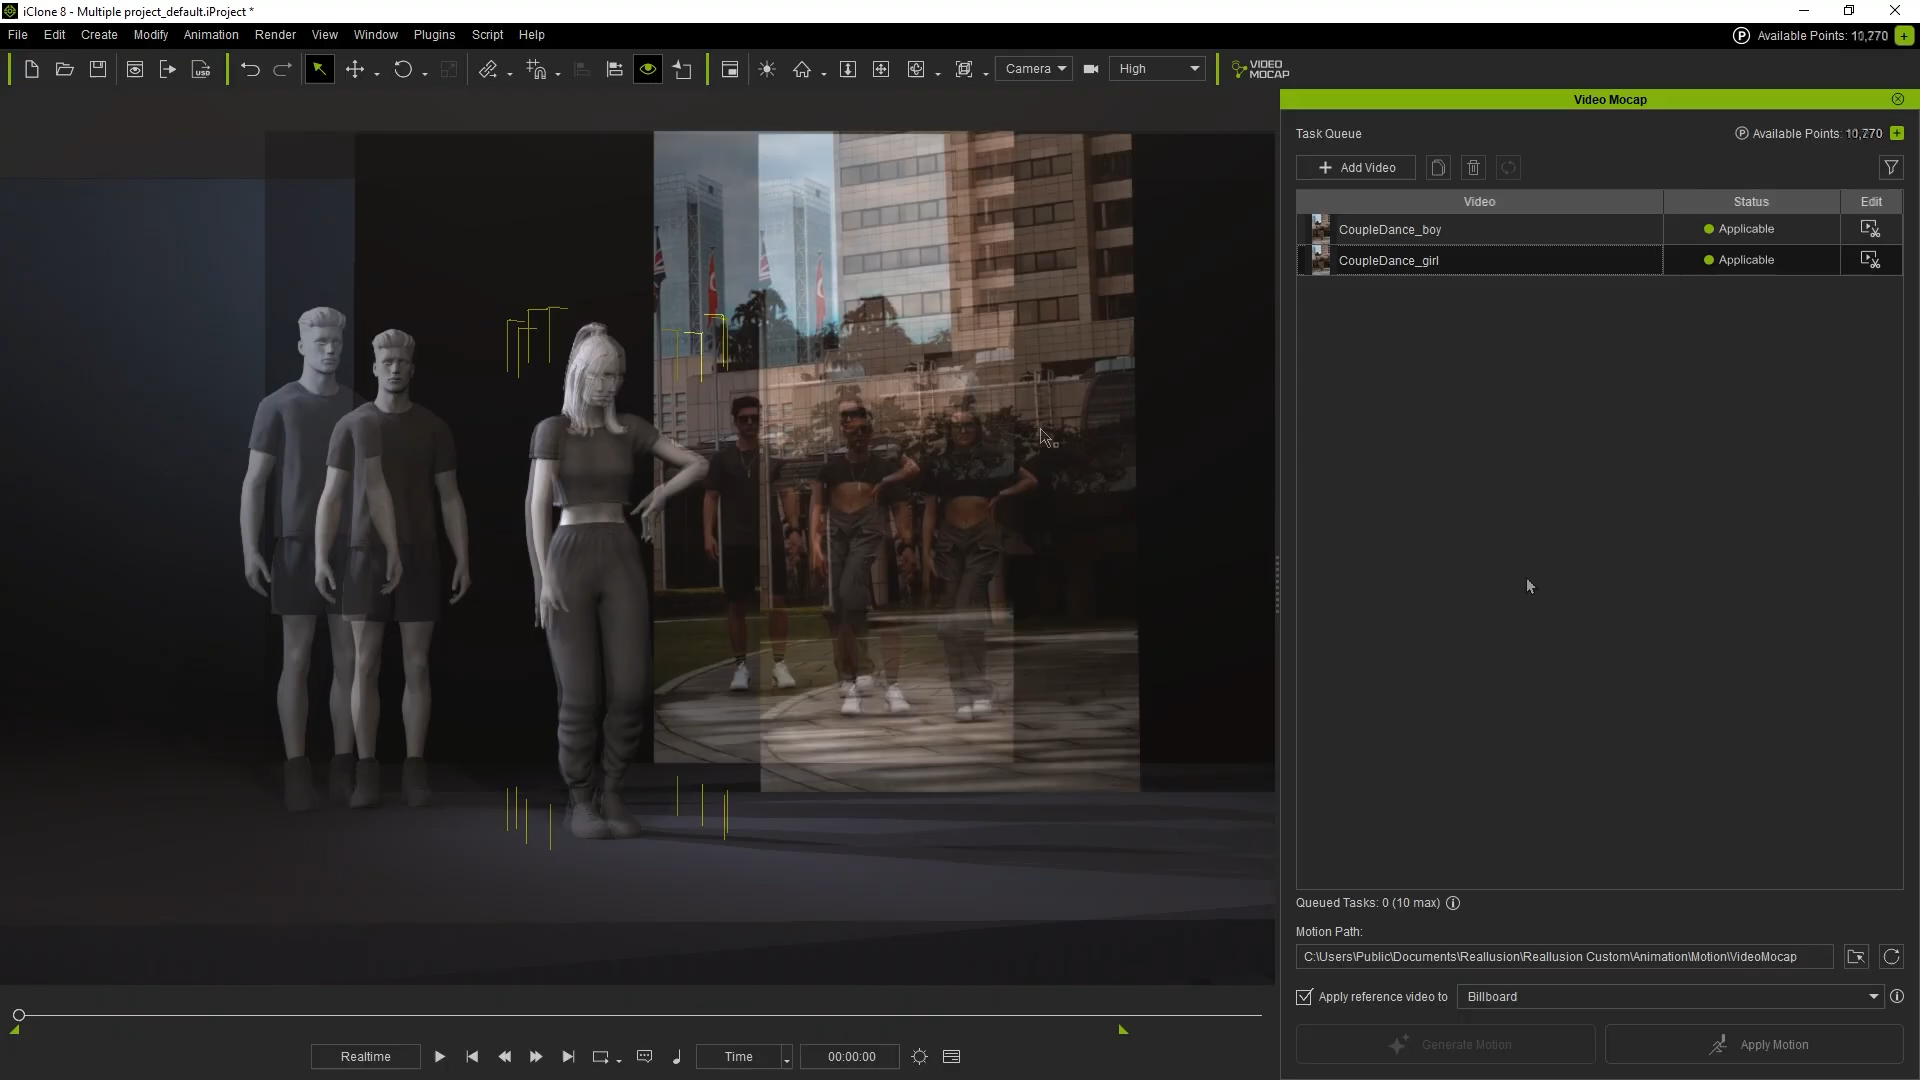 iClone 8 - Multiple project_default.iProject *
File Edit Create Modify Animation Render View Window Plugins Script Help
Available Points: 10,270
USD
Camera
High
VIDEO
MOCAP
Video Mocap
Task Queue
Available Points: 10,270
Add Video
Video Status Edit
CoupleDance_boy Applicable
CoupleDance_girl Applicable
Queued Tasks: 0 (10 max)
Motion Path:
C:\Users\Public\Documents\Reallusion\Reallusion Custom\Animation\Motion\VideoMocap
Apply reference video to Billboard
Generate Motion Apply Motion
Realtime Time 00:00:00